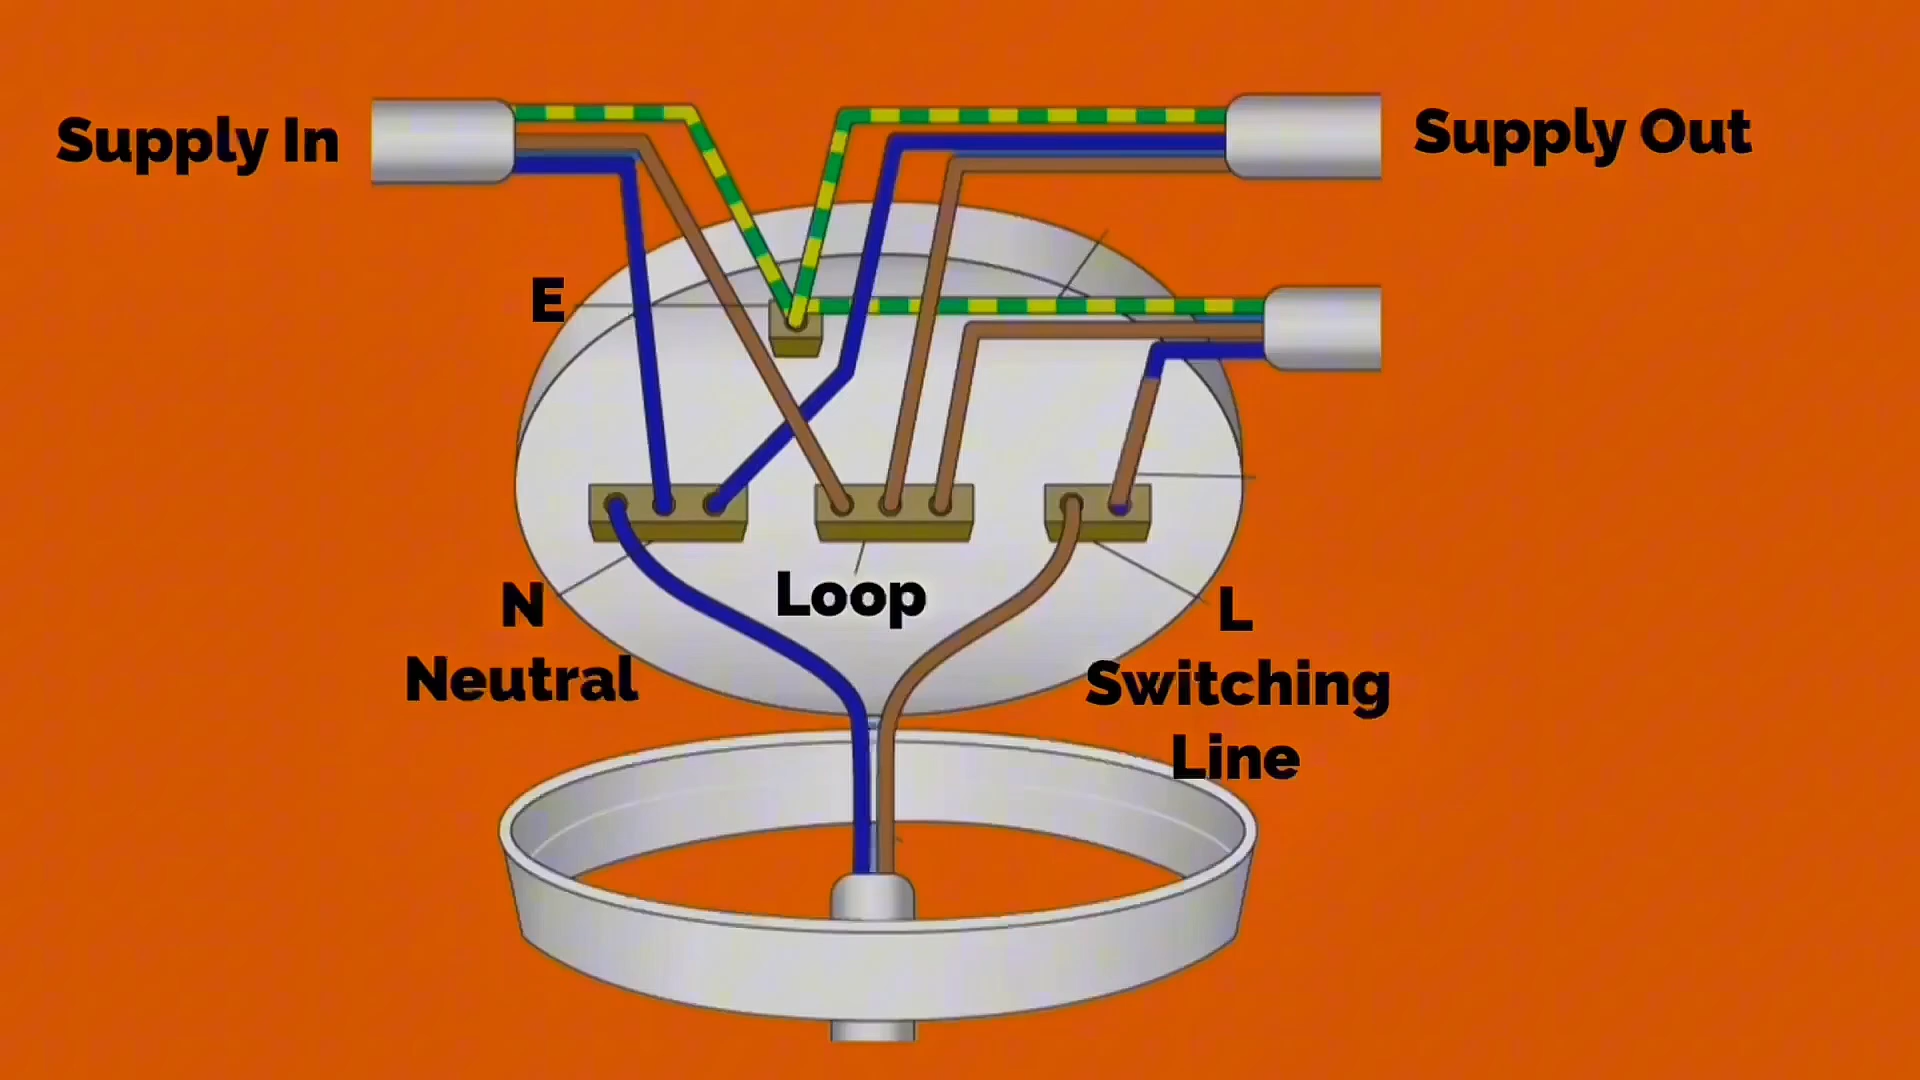 Supply In
Supply Out
E
N
Neutral
Loop
L
Switching
Line